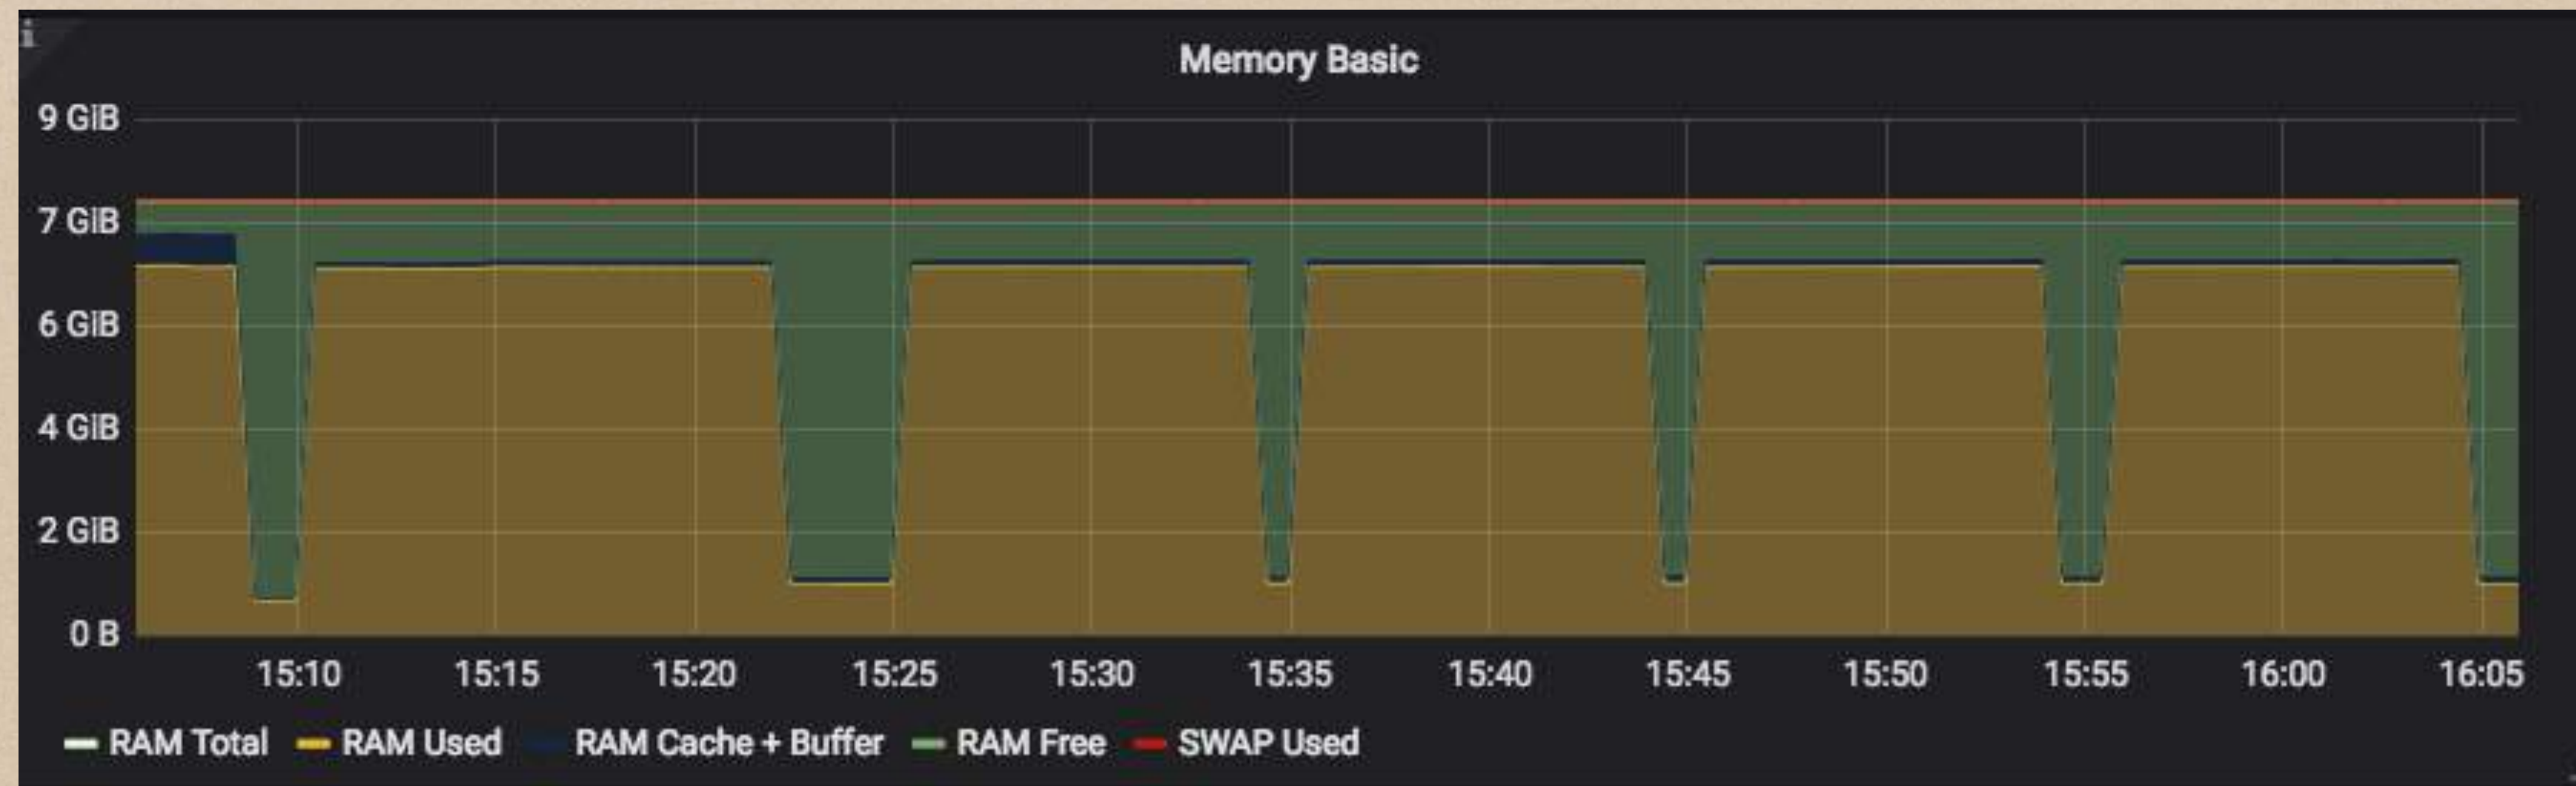 i
Memory Basic
9 GiB
7 GiB
6 GiB
4 GiB
2 GiB
0 B
15:10 15:15 15:20 15:25 15:30 15:35 15:40 15:45 15:50 15:55 16:00 16:05
RAM Total RAM Used RAM Cache + Buffer RAM Free SWAP Used